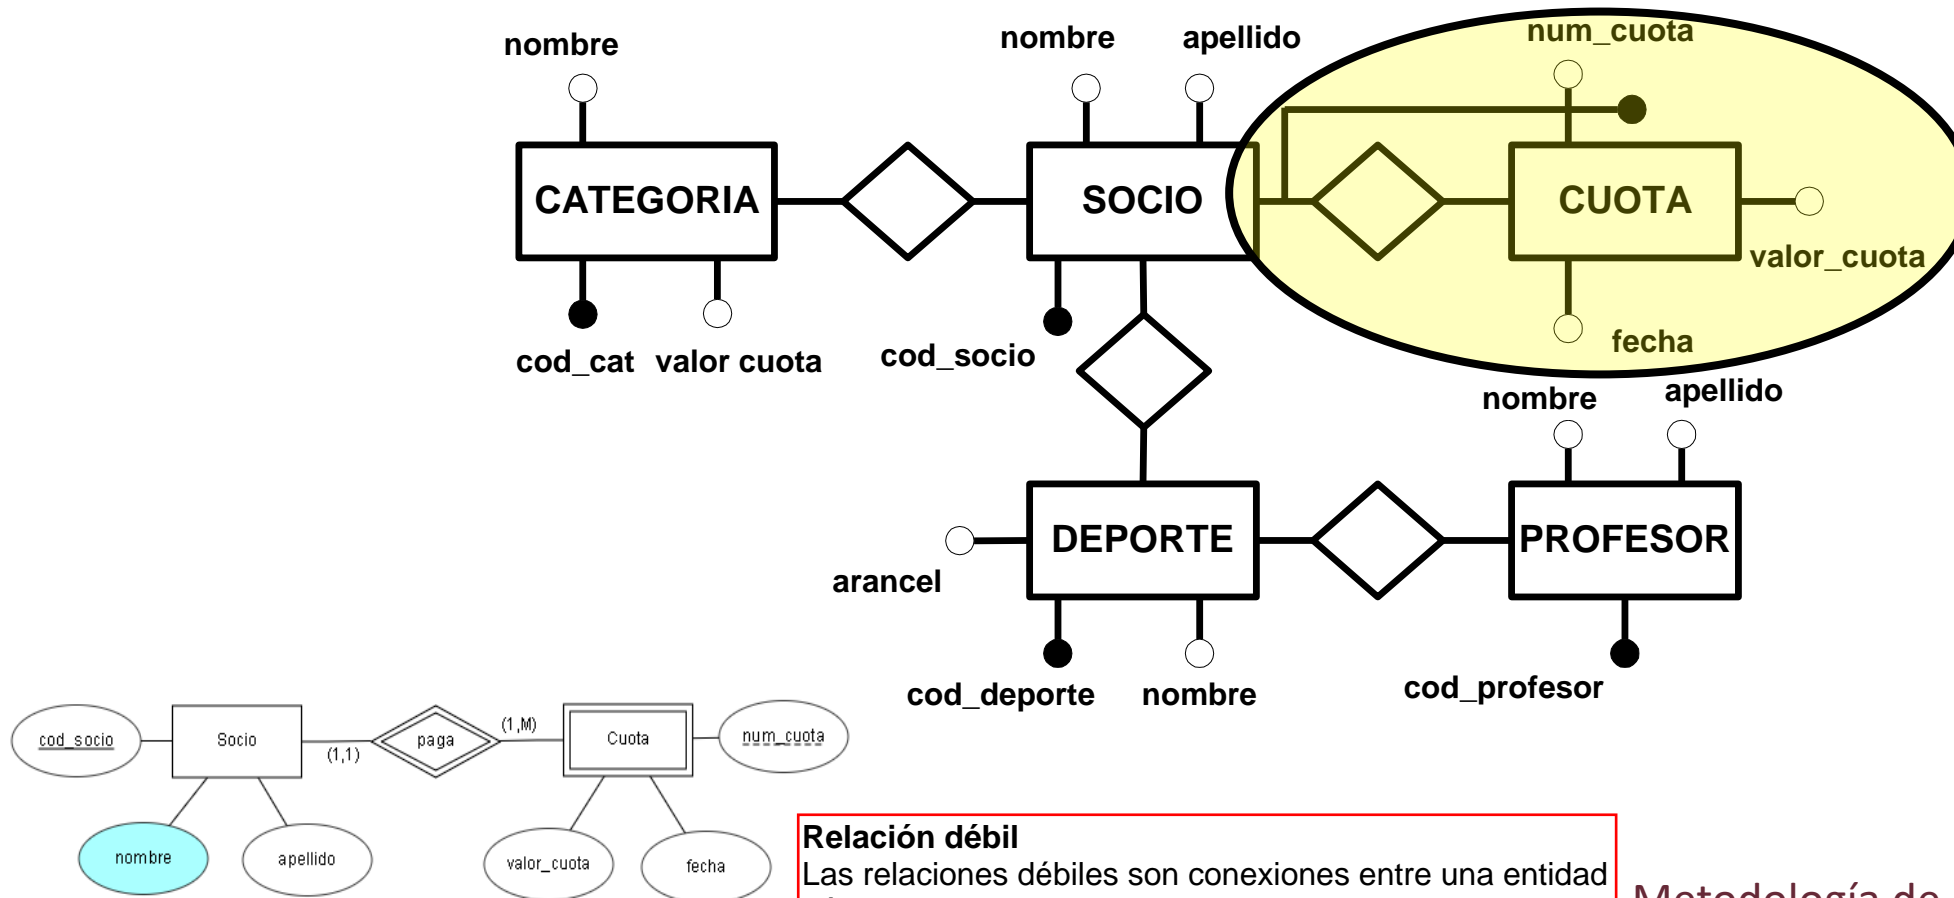 nombre
nombre
apellido
num_cuota
CATEGORIA
SOCIO
CUOTA
valor_cuota
cod_cat
valor cuota
cod_socio
fecha
nombre
apellido
DEPORTE
PROFESOR
arancel
cod_deporte
nombre
cod_profesor
cod_socio
Socio
(1,1)
paga
(1,M)
Cuota
num_cuota
nombre
apellido
valor_cuota
fecha
Relación débil
Las relaciones débiles son conexiones entre una entidad
Metodología de